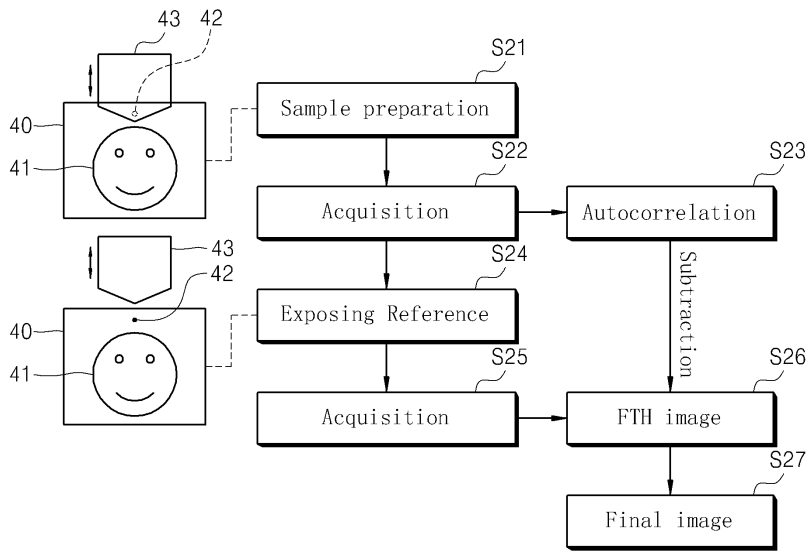 43
42
S21
Sample preparation
40
41
S22
Acquisition
S23
Autocorrelation
43
42
S24
Exposing Reference
Subtraction
40
41
S25
Acquisition
S26
FTH image
S27
Final image